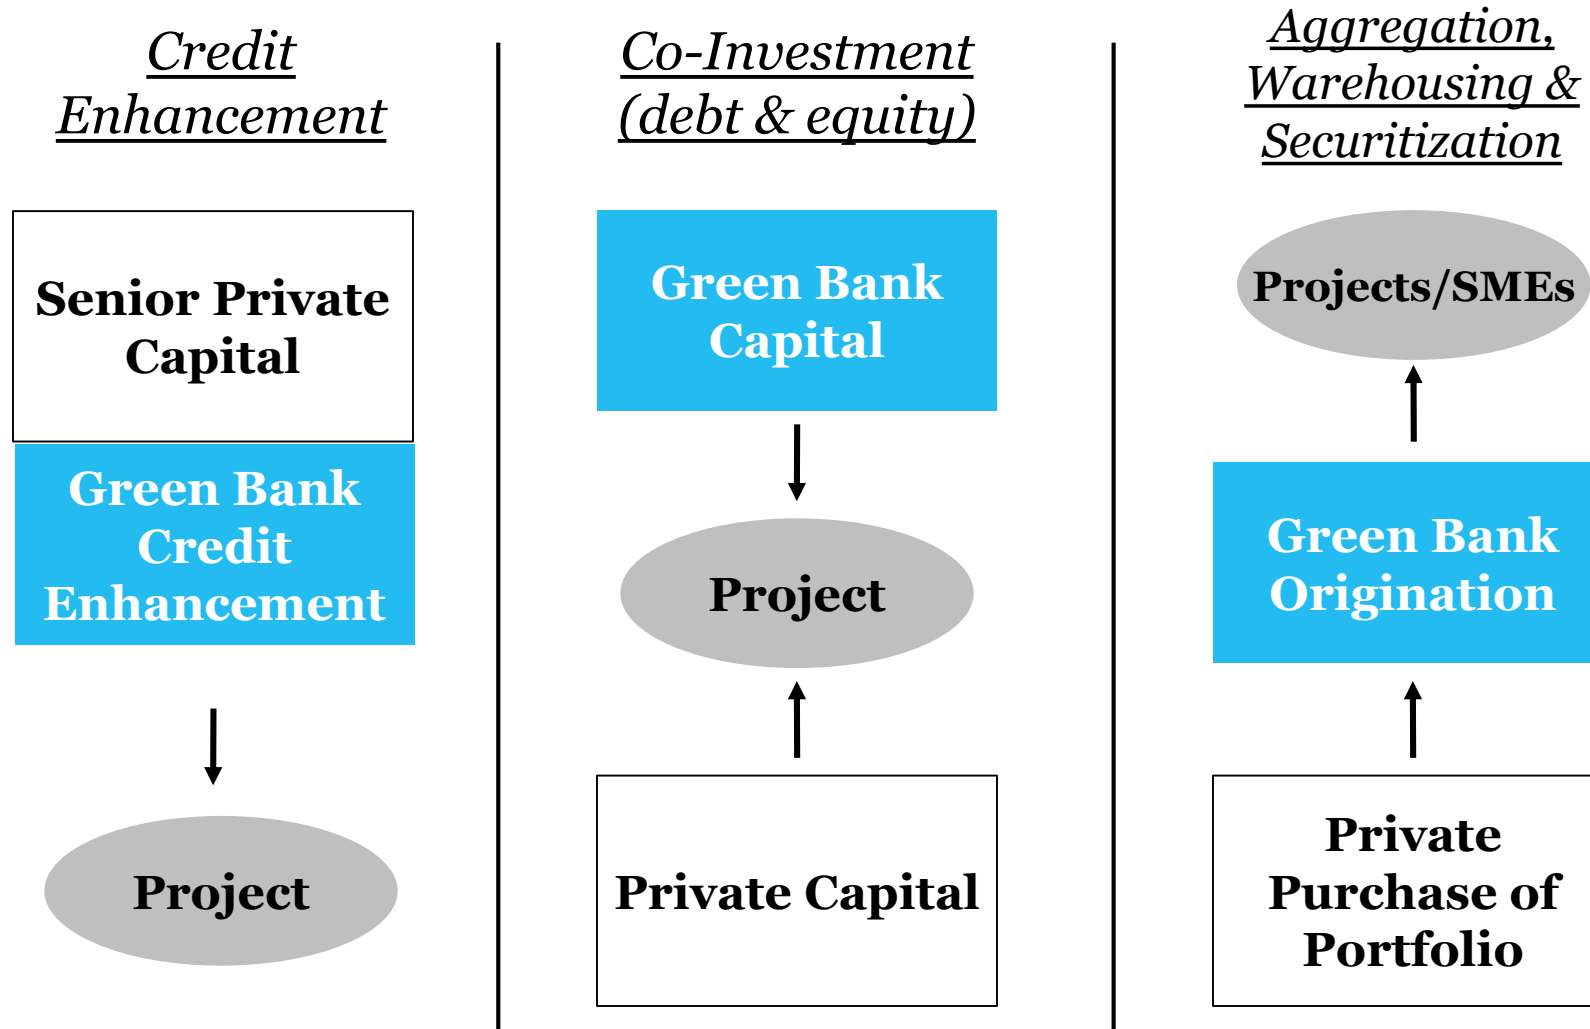 Credit
Enhancement
Senior Private
Capital
Green Bank
Credit
Enhancement
Project
Co-Investment
(debt & equity)
Green Bank
Capital
Project
Private Capital
Aggregation,
Warehousing &
Securitization
Projects/SMEs
Green Bank
Origination
Private
Purchase of
Portfolio